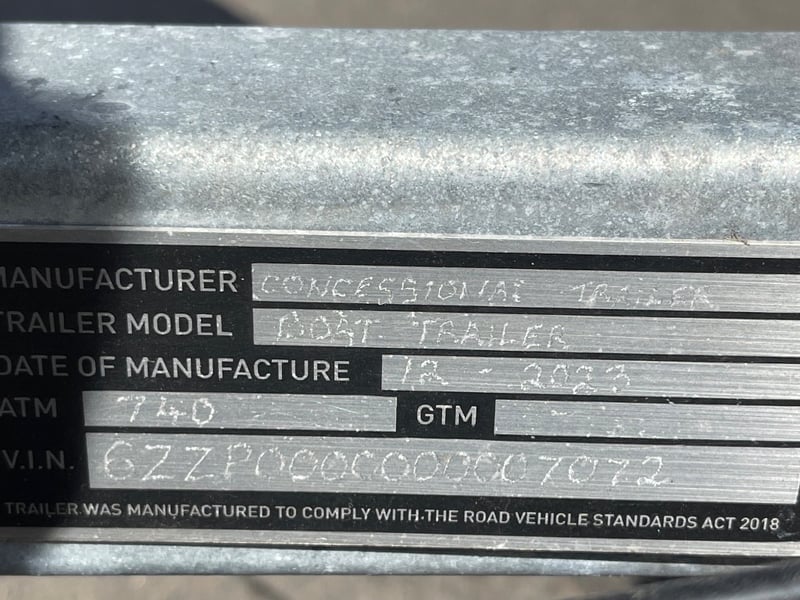 MANUFACTURER CONCESSIONAL TRAILER
TRAILER MODEL BOAT TRAILER
DATE OF MANUFACTURE 12 - 2023
ATM 740 GTM
V.I.N. 6ZZP0000000007072
TRAILER WAS MANUFACTURED TO COMPLY WITH THE ROAD VEHICLE STANDARDS ACT 2018